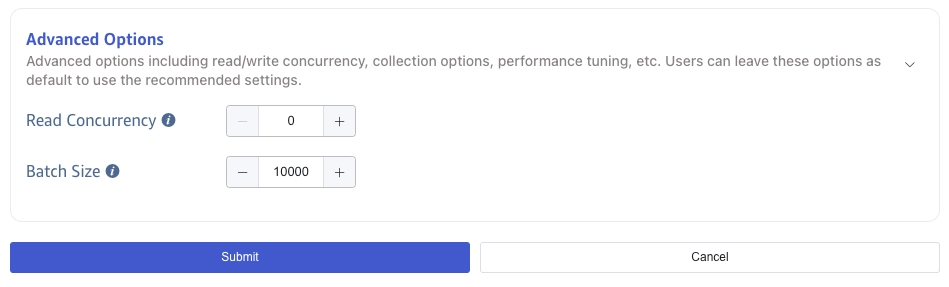 Advanced Options
Advanced options including read/write concurrency, collection options, performance tuning, etc. Users can leave these options as
default to use the recommended settings.
Read Concurrency
0
Batch Size
10000
Submit
Cancel